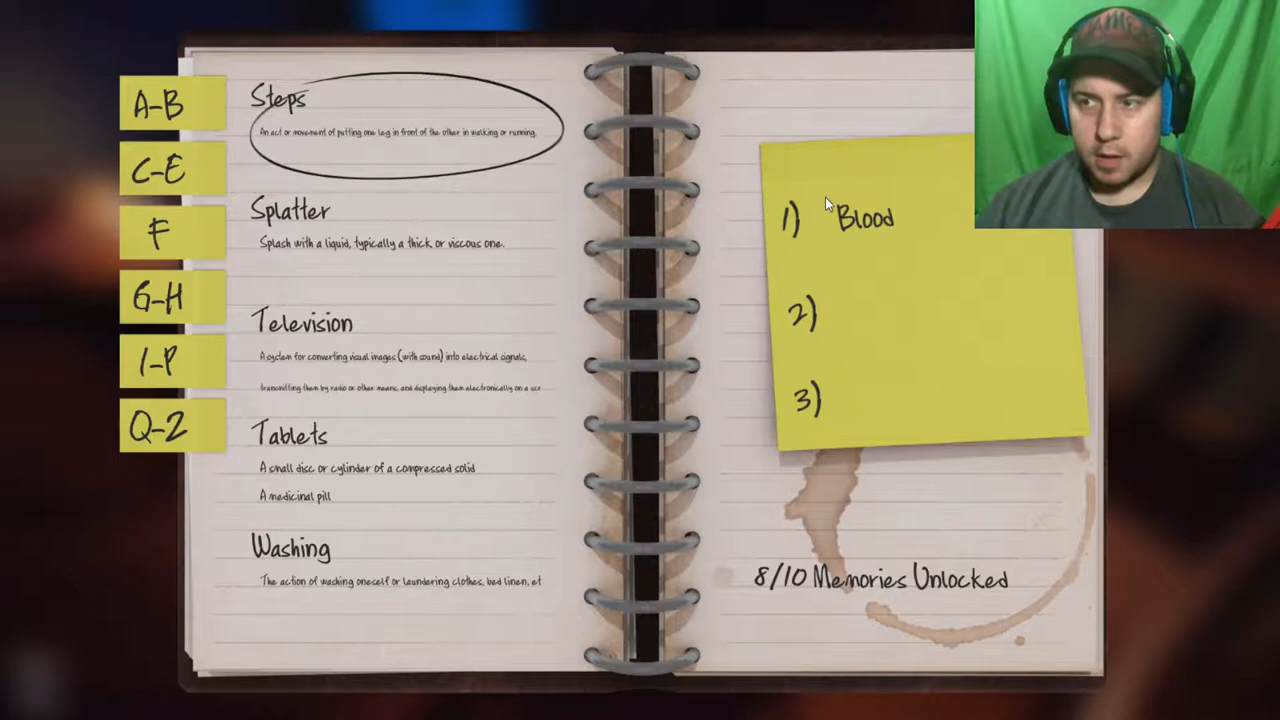 A-B
C-E
F
G-H
I-P
Q-Z
Steps
An act or movement of putting one leg in front of the other in walking or running.
Splatter
Splash with a liquid, typically a thick or viscous one.
Television
A system for converting visual images (with sound) into electrical signals,
transmitting them by radio or other means, and displaying them electronically on a scr
Tablets
A small disc or cylinder of a compressed solid
A medicinal pill
Washing
The action of washing oneself or laundering clothes, bed linen, et
1) Blood
2)
3)
8/10 Memories Unlocked